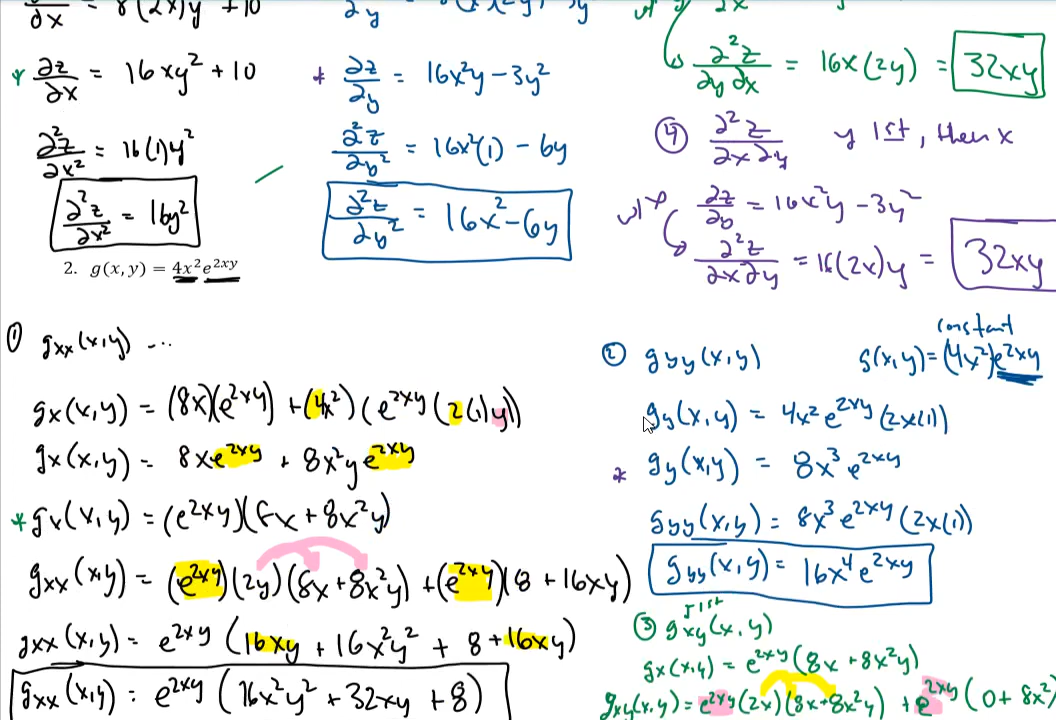 ∂x = 8(2x)y + 10
∂y
* ∂z/∂x = 16xy² + 10
∂²z/∂x² = 16(1)y²
∂²z/∂x² = 16y²
* ∂z/∂y = 16x²y - 3y²
∂²z/∂y² = 16x²(1) - 6y
∂²z/∂y² = 16x² - 6y
∂²z/∂y∂x = 16x(2y) = 32xy
④ ∂²z/∂x∂y y 1st, then x
∂z/∂y = 16x²y - 3y²
∂²z/∂x∂y = 16(2x)y = 32xy
2. g(x,y) = 4x²e^(2xy)
① gxx(x,y) ...
gx(x,y) = (8x)(e^(2xy)) + (4x²)(e^(2xy)(2(1)y))
gx(x,y) = 8xe^(2xy) + 8x²ye^(2xy)
* gx(x,y) = (e^(2xy))(8x + 8x²y)
gxx(x,y) = (e^(2xy))(2y)(8x + 8x²y) + (e^(2xy))(8 + 16xy)
gxx(x,y) = e^(2xy) (16xy + 16x²y² + 8 + 16xy)
gxx(x,y) = e^(2xy) (16x²y² + 32xy + 8)
② gyy(x,y)
constant
g(x,y) = (4x²)e^(2xy)
gy(x,y) = 4x²e^(2xy)(2x(1))
* gy(x,y) = 8x³e^(2xy)
gyy(x,y) = 8x³e^(2xy)(2x(1))
gyy(x,y) = 16x⁴e^(2xy)
1st
③ gxy(x,y)
gx(x,y) = e^(2xy)(8x + 8x²y)
gxy(x,y) = e^(2xy)(2x)(8x + 8x²y) + e^(2xy)(0 + 8x²)